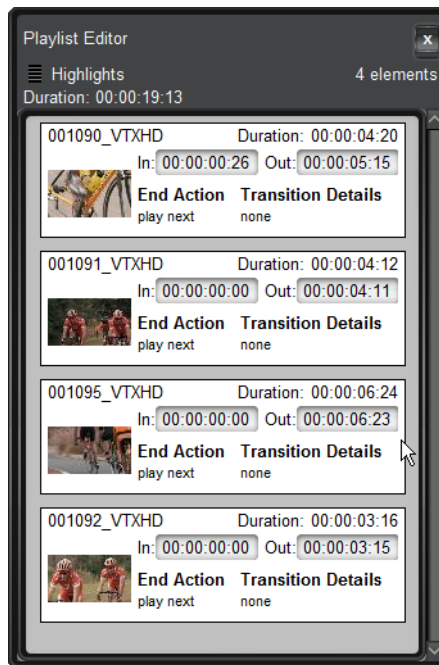 Playlist Editor
x
Highlights 4 elements
Duration: 00:00:19:13
001090_VTXHD Duration: 00:00:04:20
In: 00:00:00:26 Out: 00:00:05:15
End Action Transition Details
play next none
001091_VTXHD Duration: 00:00:04:12
In: 00:00:00:00 Out: 00:00:04:11
End Action Transition Details
play next none
001095_VTXHD Duration: 00:00:06:24
In: 00:00:00:00 Out: 00:00:06:23
End Action Transition Details
play next none
001092_VTXHD Duration: 00:00:03:16
In: 00:00:00:00 Out: 00:00:03:15
End Action Transition Details
play next none